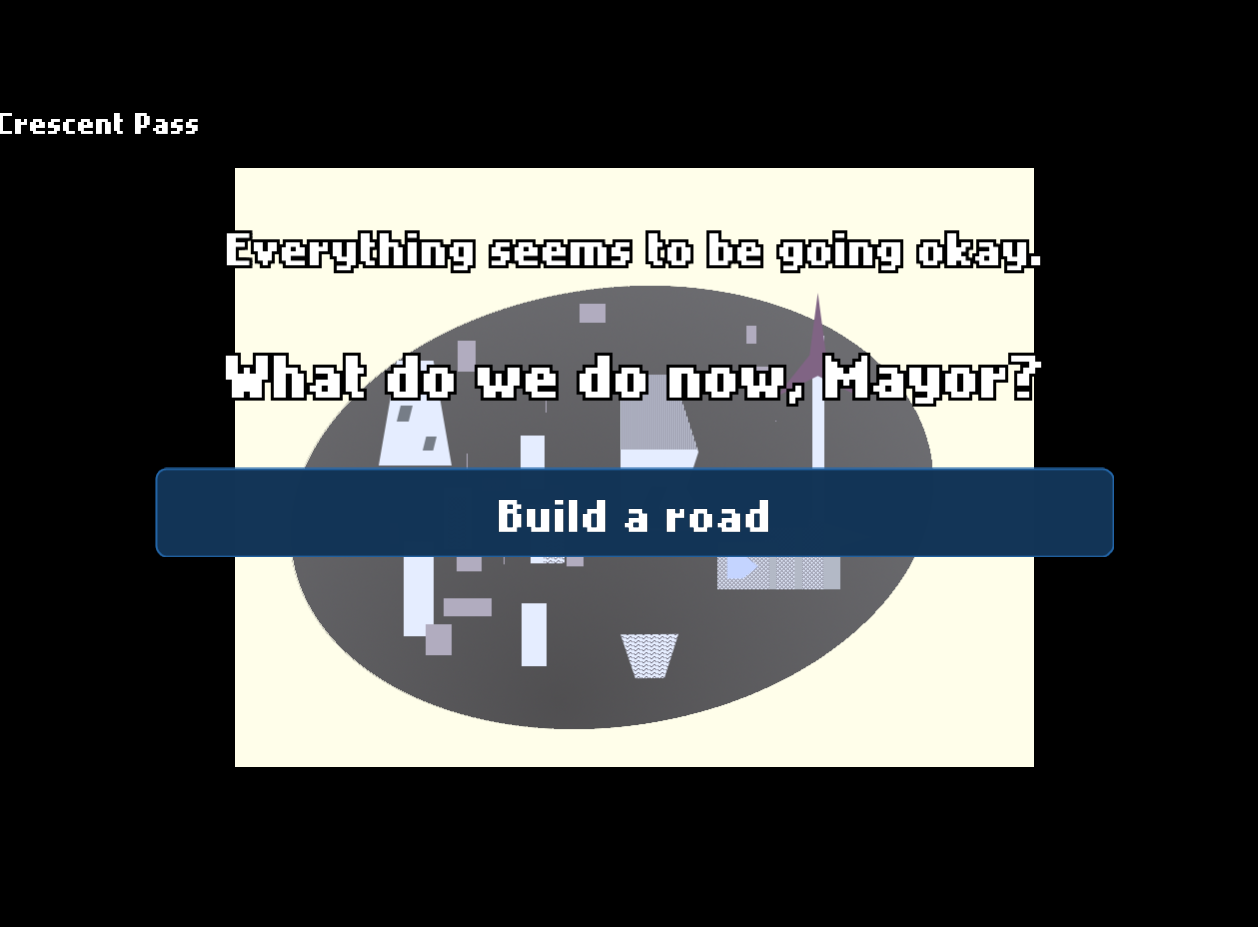 Crescent Pass
Everything seems to be going okay.
What do we do now, Mayor?
Build a road